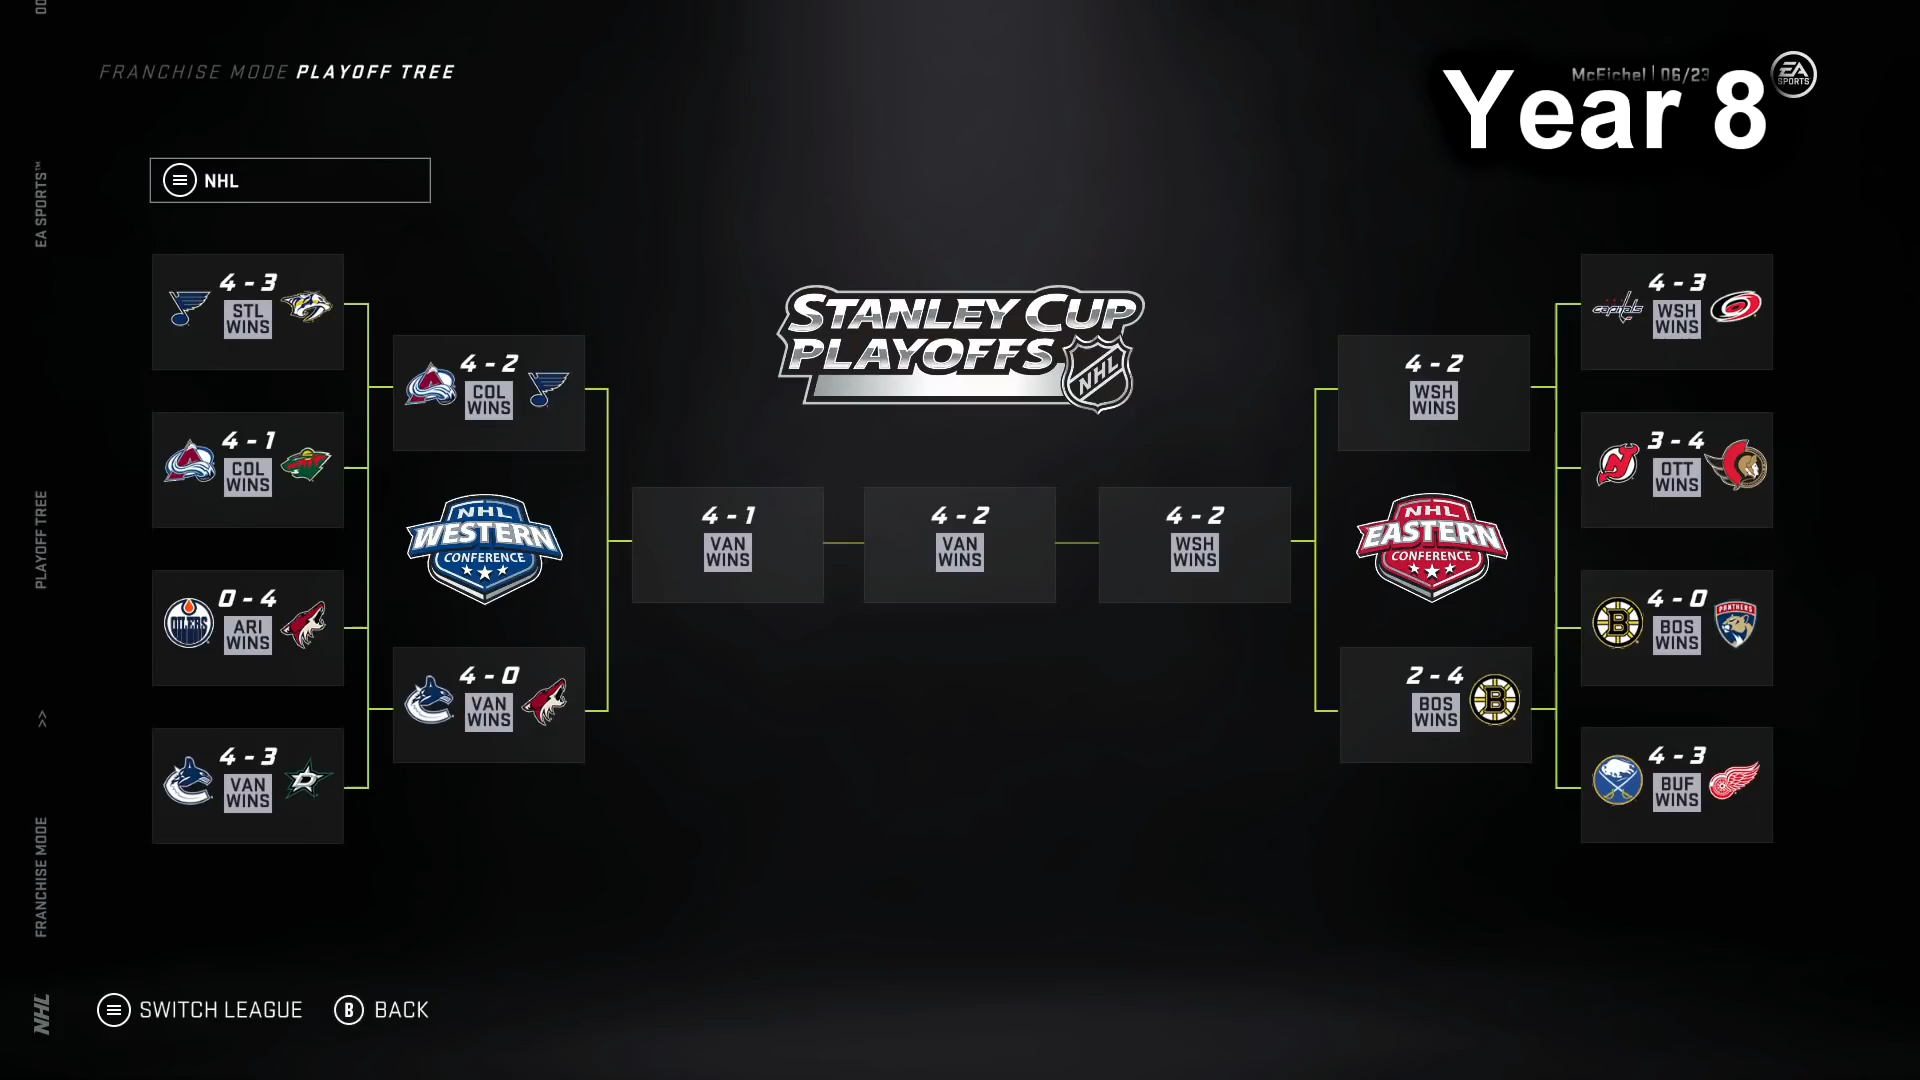 FRANCHISE MODE PLAYOFF TREE
McEichel | 06/23
EA SPORTS
Year 8
NHL
4 - 3
STL WINS
4 - 1
COL WINS
0 - 4
OILERS
ARI WINS
4 - 3
VAN WINS
4 - 2
COL WINS
NHL
WESTERN
CONFERENCE
4 - 0
VAN WINS
4 - 1
VAN WINS
STANLEY CUP
PLAYOFFS
NHL
4 - 2
VAN WINS
4 - 2
WSH WINS
4 - 2
WSH WINS
NHL
EASTERN
CONFERENCE
2 - 4
BOS WINS
B
4 - 3
capitals
WSH WINS
3 - 4
OTT WINS
4 - 0
B
BOS WINS
PANTHERS
4 - 3
BUF WINS
EA SPORTS™
PLAYOFF TREE
>>
FRANCHISE MODE
NHL
SWITCH LEAGUE
B BACK